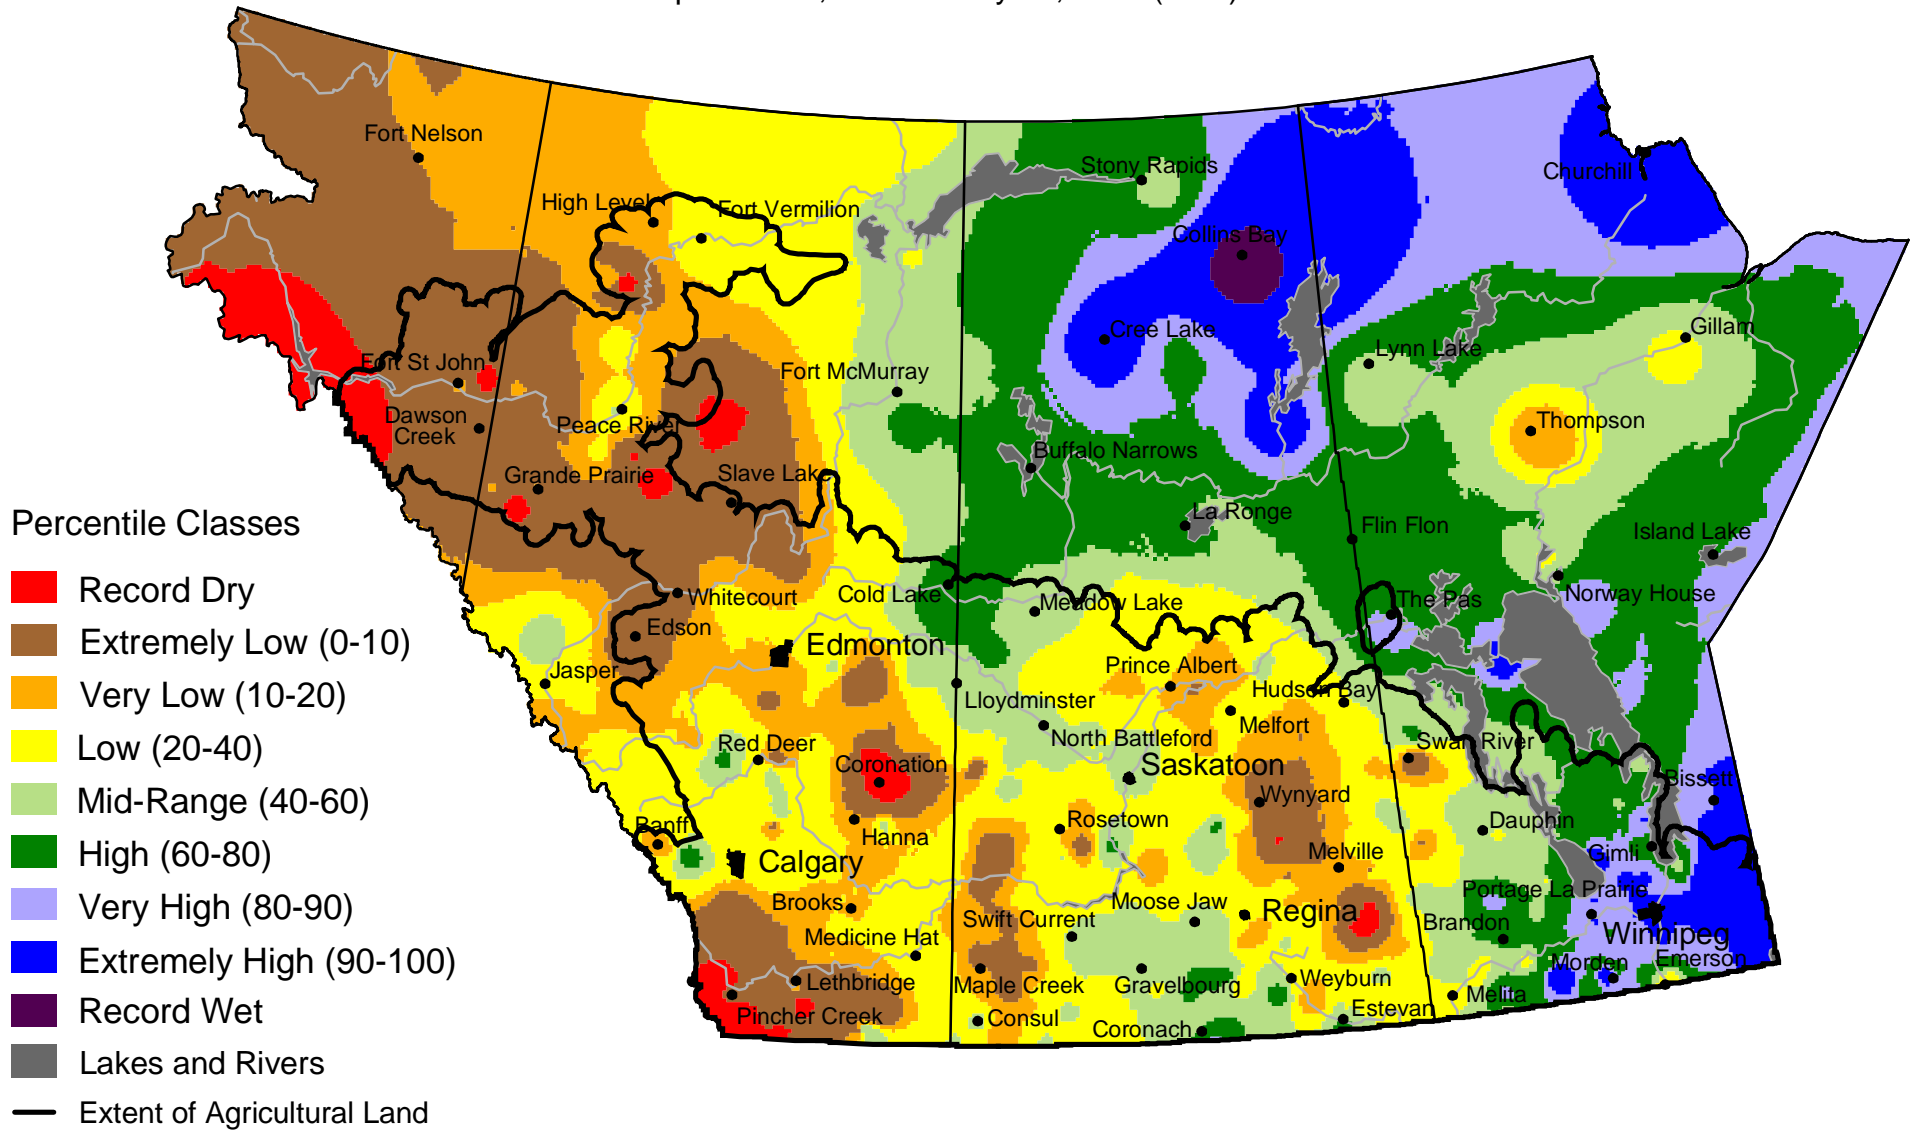 Fort Nelson
Stony Rapids
Churchill
High Level
Fort Vermilion
Collins Bay
Cree Lake
Gillam
Lynn Lake
Fort St John
Fort McMurray
Dawson
Creek
Peace River
Thompson
Buffalo Narrows
Grande Prairie
Slave Lake
La Ronge
Flin Flon
Island Lake
Whitecourt
Cold Lake
Meadow Lake
The Pas
Norway House
Edson
Edmonton
Jasper
Prince Albert
Hudson Bay
Lloydminster
Melfort
North Battleford
Red Deer
Swan River
Coronation
Saskatoon
Bissett
Wynyard
Banff
Hanna
Rosetown
Dauphin
Calgary
Melville
Gimli
Brooks
Swift Current
Moose Jaw
Regina
Portage La Prairie
Brandon
Medicine Hat
Winnipeg
Lethbridge
Maple Creek
Gravelbourg
Weyburn
Morden
Emerson
Pincher Creek
Consul
Coronach
Estevan
Melita
Percentile Classes
Record Dry
Extremely Low (0-10)
Very Low (10-20)
Low (20-40)
Mid-Range (40-60)
High (60-80)
Very High (80-90)
Extremely High (90-100)
Record Wet
Lakes and Rivers
Extent of Agricultural Land